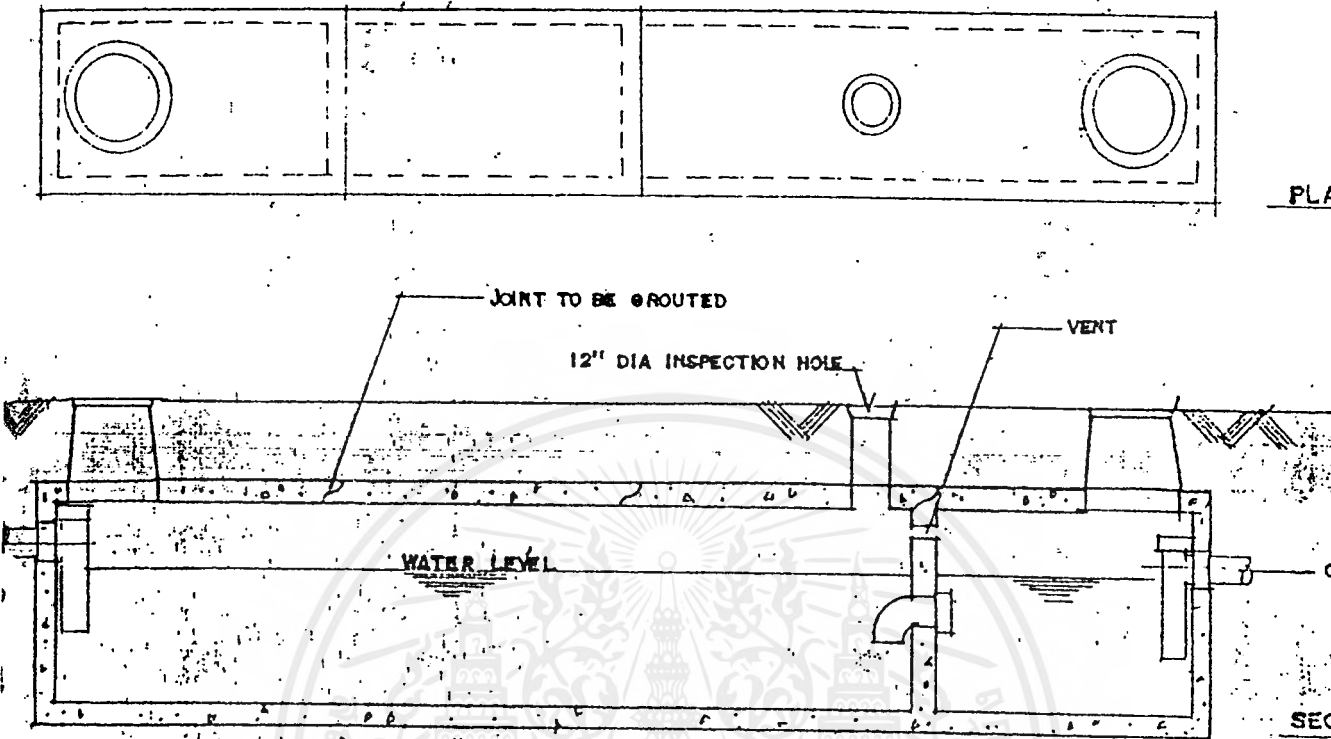 PLA
JOINT TO BE GROUTED
VENT
12" DIA INSPECTION HOLE
WATER LEVEL
SEC